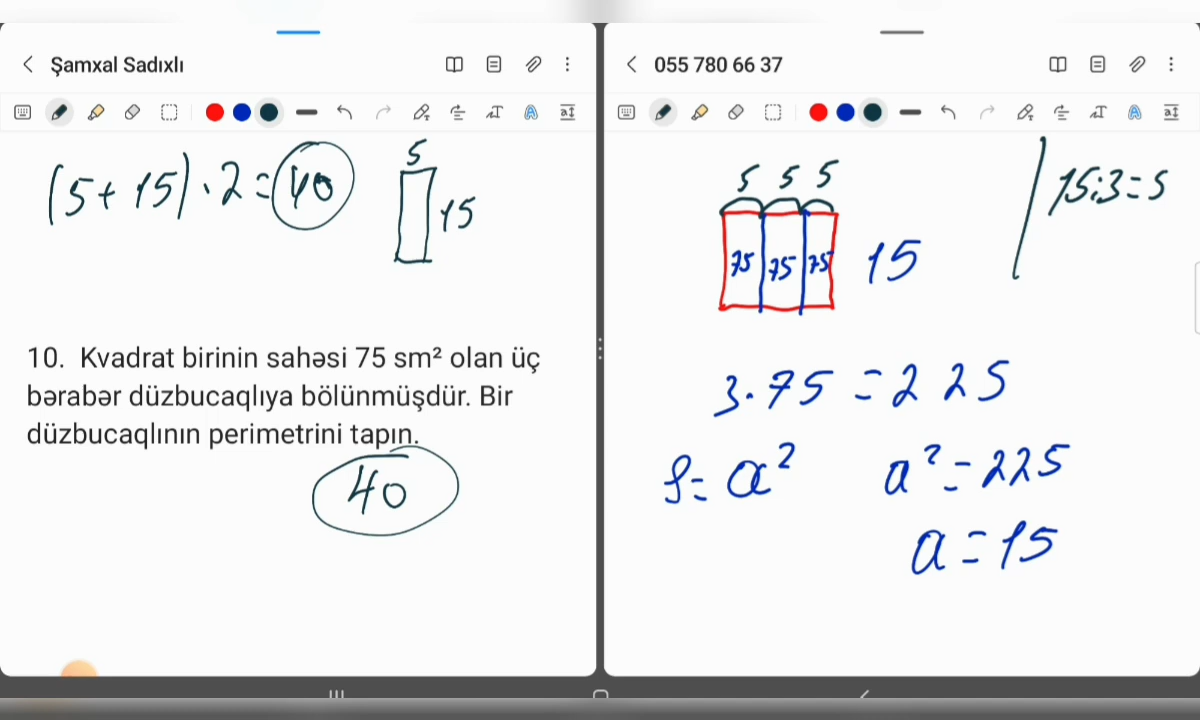 Şamxal Sadıxlı
(5+15)·2=40
5
15
10. Kvadrat birinin sahəsi 75 sm² olan üç
bərabər düzbucaqlıya bölünmüşdür. Bir
düzbucaqlının perimetrini tapın.
40
055 780 66 37
5 5 5
15:3=5
75 75 75
15
3·75=225
S=a² a²=225
a=15